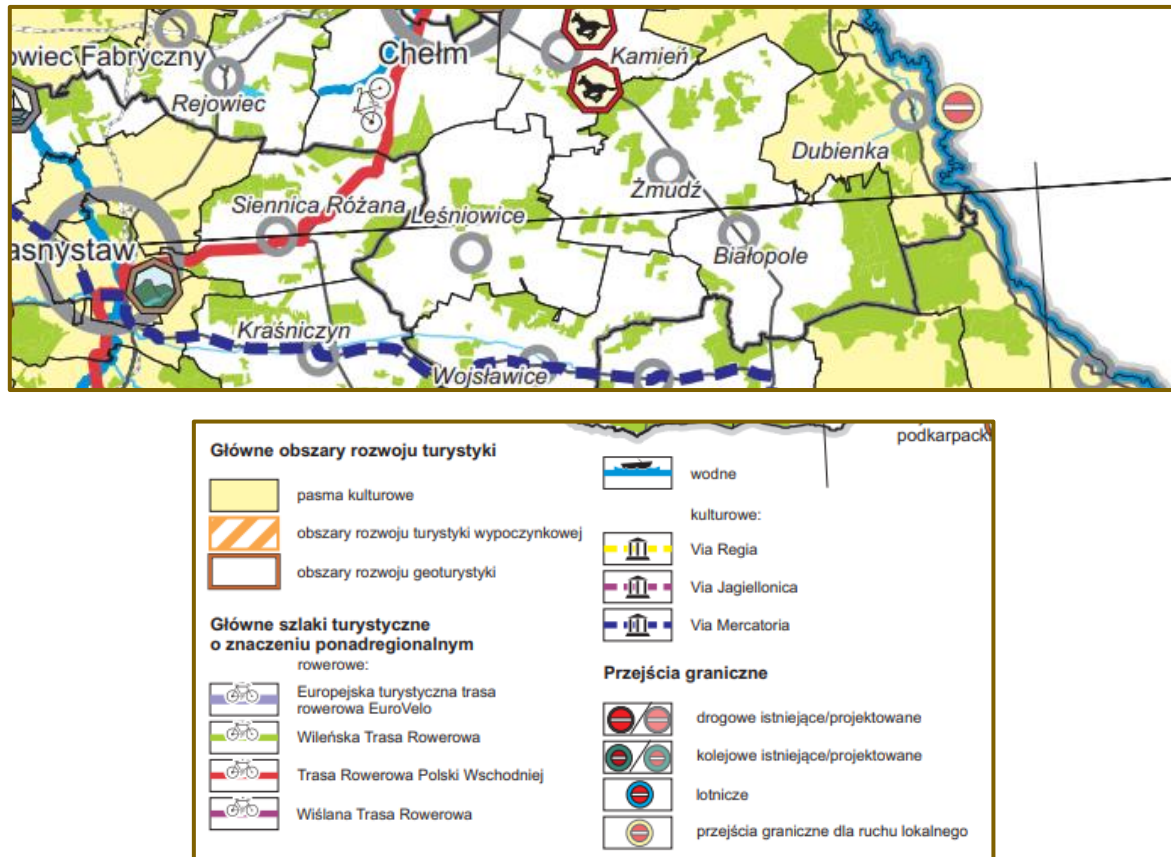 owiec Fabryczny
Chełm
Kamień
Rejowiec
Dubienka
Żmudź
Siennica Różana
Leśniowice
Białopole
asnystaw
Kraśniczyn
Wojsławice
podkarpack
Główne obszary rozwoju turystyki
pasma kulturowe
obszary rozwoju turystyki wypoczynkowej
obszary rozwoju geoturystyki
Główne szlaki turystyczne
o znaczeniu ponadregionalnym
rowerowe:
Europejska turystyczna trasa
rowerowa EuroVelo
Wileńska Trasa Rowerowa
Trasa Rowerowa Polski Wschodniej
Wiślana Trasa Rowerowa
wodne
kulturowe:
Via Regia
Via Jagiellonica
Via Mercatoria
Przejścia graniczne
drogowe istniejące/projektowane
kolejowe istniejące/projektowane
lotnicze
przejścia graniczne dla ruchu lokalnego